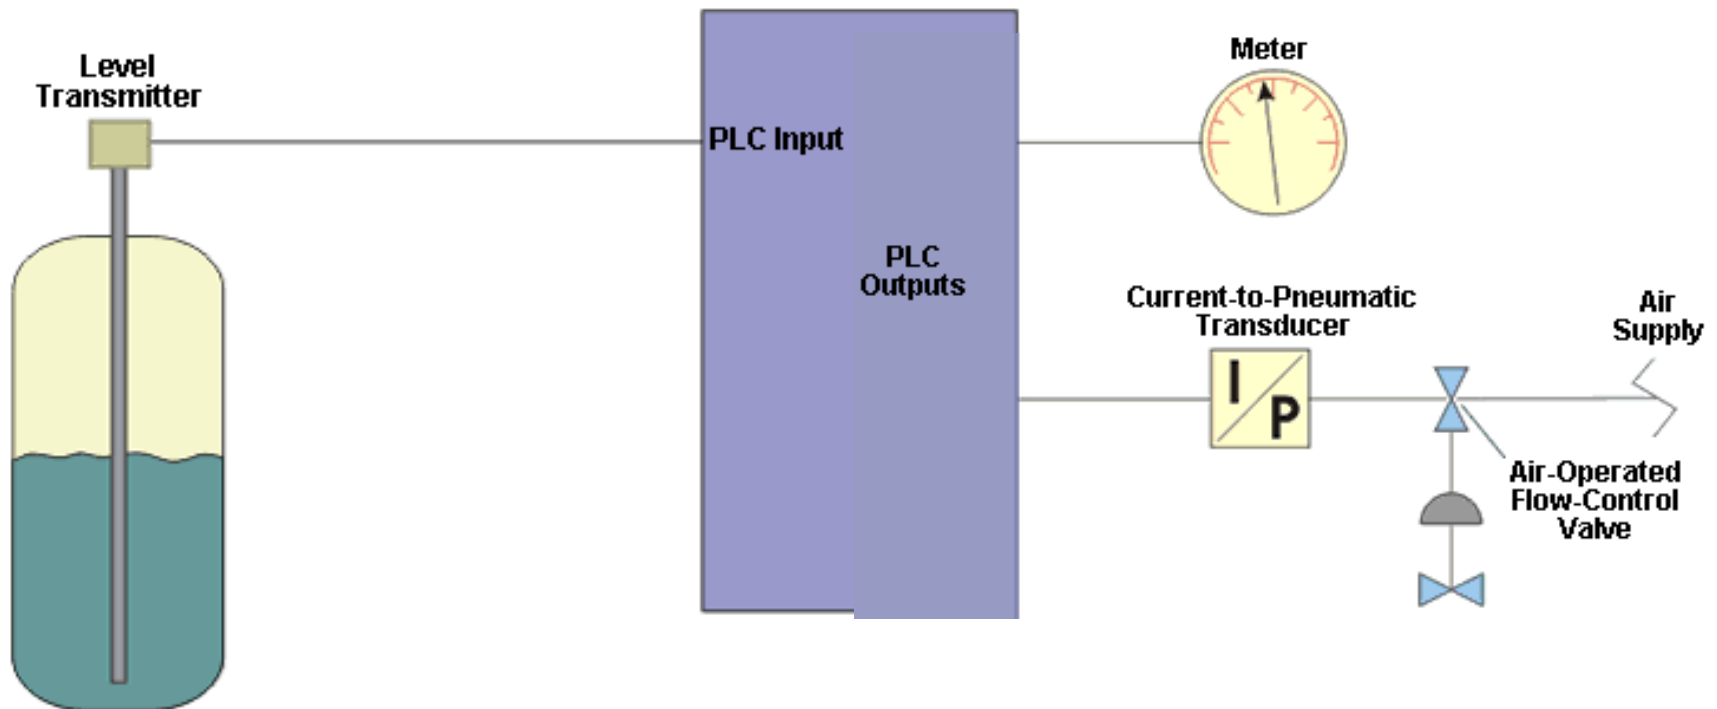 Level
Transmitter
PLC Input
PLC
Outputs
Meter
Current-to-Pneumatic
Transducer
I
P
Air
Supply
Air-Operated
Flow-Control
Valve